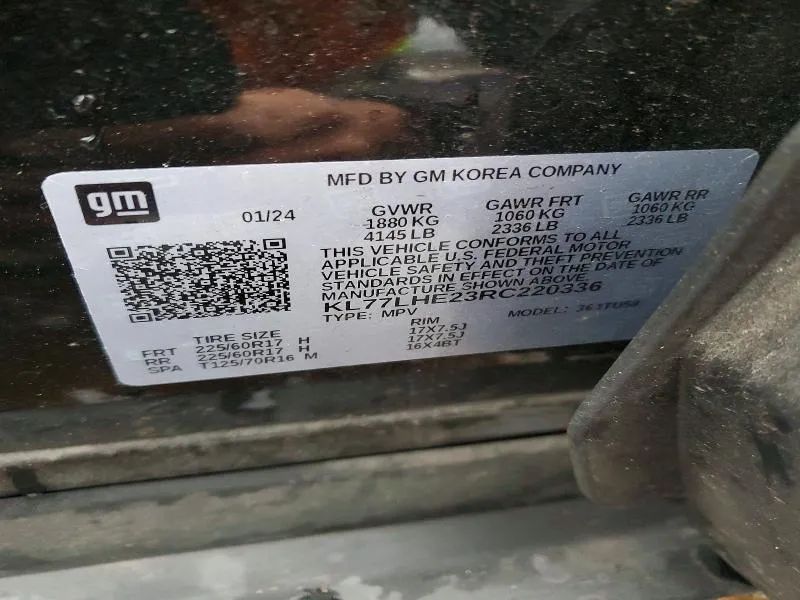 MFD BY GM KOREA COMPANY
gm
01/24
GVWR GAWR FRT GAWR RR
1880 KG 1060 KG 1060 KG
4145 LB 2336 LB 2336 LB
THIS VEHICLE CONFORMS TO ALL
APPLICABLE U.S. FEDERAL MOTOR
VEHICLE SAFETY AND THEFT PREVENTION
STANDARDS IN EFFECT ON THE DATE OF
MANUFACTURE SHOWN ABOVE.
KL77LHE23RC220336
TYPE: MPV MODEL:
TIRE SIZE RIM
FRT 225/60R17 H 17X7.5J
RR 225/60R17 H 17X7.5J
SPA T125/70R16 M 16X4BT